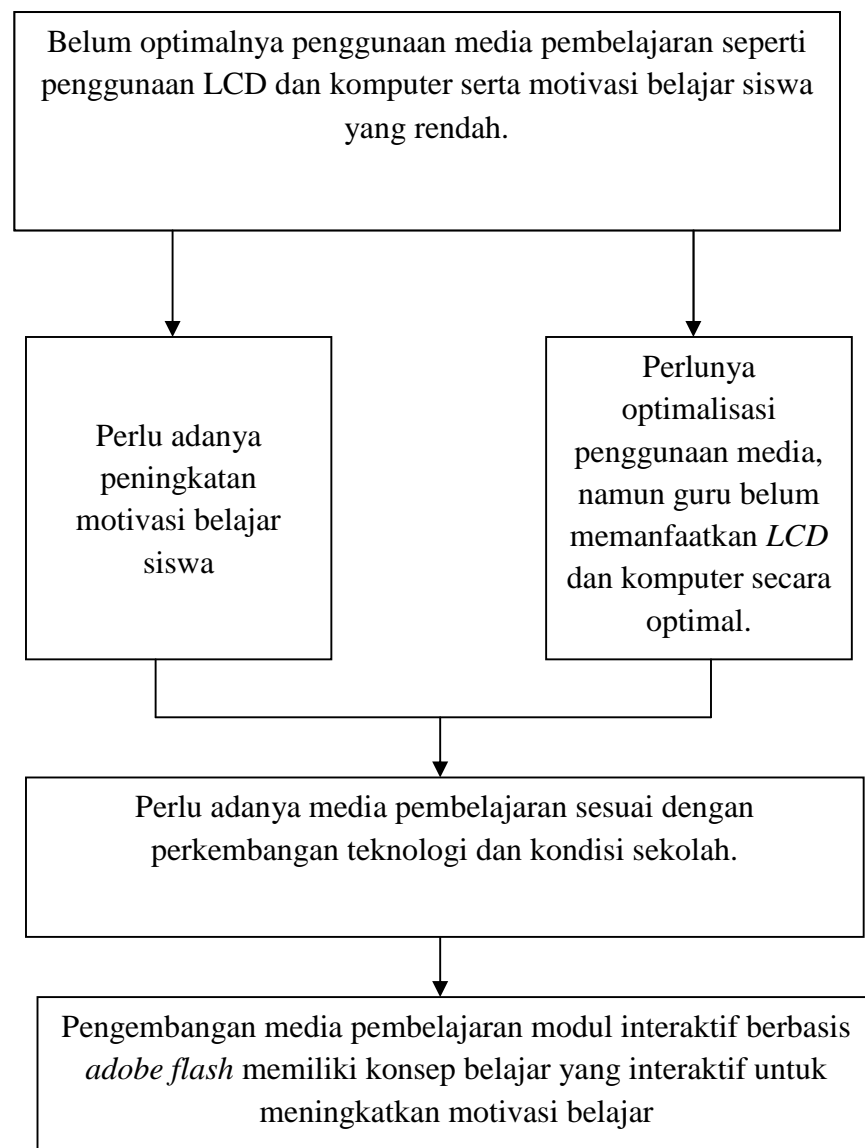 Belum optimalnya penggunaan media pembelajaran seperti
penggunaan LCD dan komputer serta motivasi belajar siswa
yang rendah.
Perlu adanya
peningkatan
motivasi belajar
siswa
Perlunya
optimalisasi
penggunaan media,
namun guru belum
memanfaatkan LCD
dan komputer secara
optimal.
Perlu adanya media pembelajaran sesuai dengan
perkembangan teknologi dan kondisi sekolah.
Pengembangan media pembelajaran modul interaktif berbasis
adobe flash memiliki konsep belajar yang interaktif untuk
meningkatkan motivasi belajar